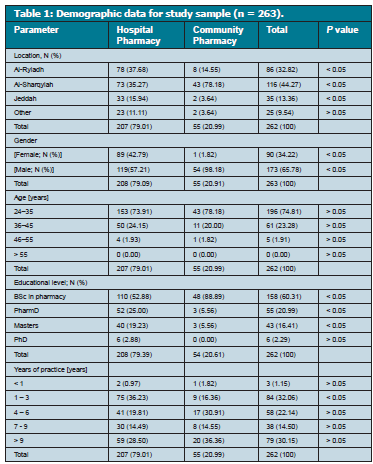 Table 1: Demographic data for study sample (n = 263).
Parameter Hospital Pharmacy Community Pharmacy Total P value
Location, N (%)
Al-Riyadh 78 (37.68) 8 (14.55) 86 (32.82) < 0.05
Al-Sharqiyah 73 (35.27) 43 (78.18) 116 (44.27) < 0.05
Jeddah 33 (15.94) 2 (3.64) 35 (13.36) < 0.05
Other 23 (11.11) 2 (3.64) 25 (9.54) > 0.05
Total 207 (79.01) 55 (20.99) 262 (100)
Gender
[Female; N (%)] 89 (42.79) 1 (1.82) 90 (34.22) < 0.05
[Male; N (%)] 119(57.21) 54 (98.18) 173 (65.78) < 0.05
Total 208 (79.09) 55 (20.91) 263 (100)
Age [years]
24–35 153 (73.91) 43 (78.18) 196 (74.81) > 0.05
36–45 50 (24.15) 11 (20.00) 61 (23.28) > 0.05
46–55 4 (1.93) 1 (1.82) 5 (1.91) > 0.05
> 55 0 (0.00) 0 (0.00) 0 (0.00) > 0.05
Total 207 (79.01) 55 (20.99) 262 (100)
Educational level; N (%)
BSc in pharmacy 110 (52.88) 48 (88.89) 158 (60.31) < 0.05
PharmD 52 (25.00) 3 (5.56) 55 (20.99) < 0.05
Masters 40 (19.23) 3 (5.56) 43 (16.41) < 0.05
PhD 6 (2.88) 0 (0.00) 6 (2.29) > 0.05
Total 208 (79.39) 54 (20.61) 262 (100)
Years of practice [years]
< 1 2 (0.97) 1 (1.82) 3 (1.15) > 0.05
1 – 3 75 (36.23) 9 (16.36) 84 (32.06) < 0.05
4 – 6 41 (19.81) 17 (30.91) 58 (22.14) > 0.05
7 - 9 30 (14.49) 8 (14.55) 38 (14.50) > 0.05
> 9 59 (28.50) 20 (36.36) 79 (30.15) > 0.05
Total 207 (79.01) 55 (20.99) 262 (100)